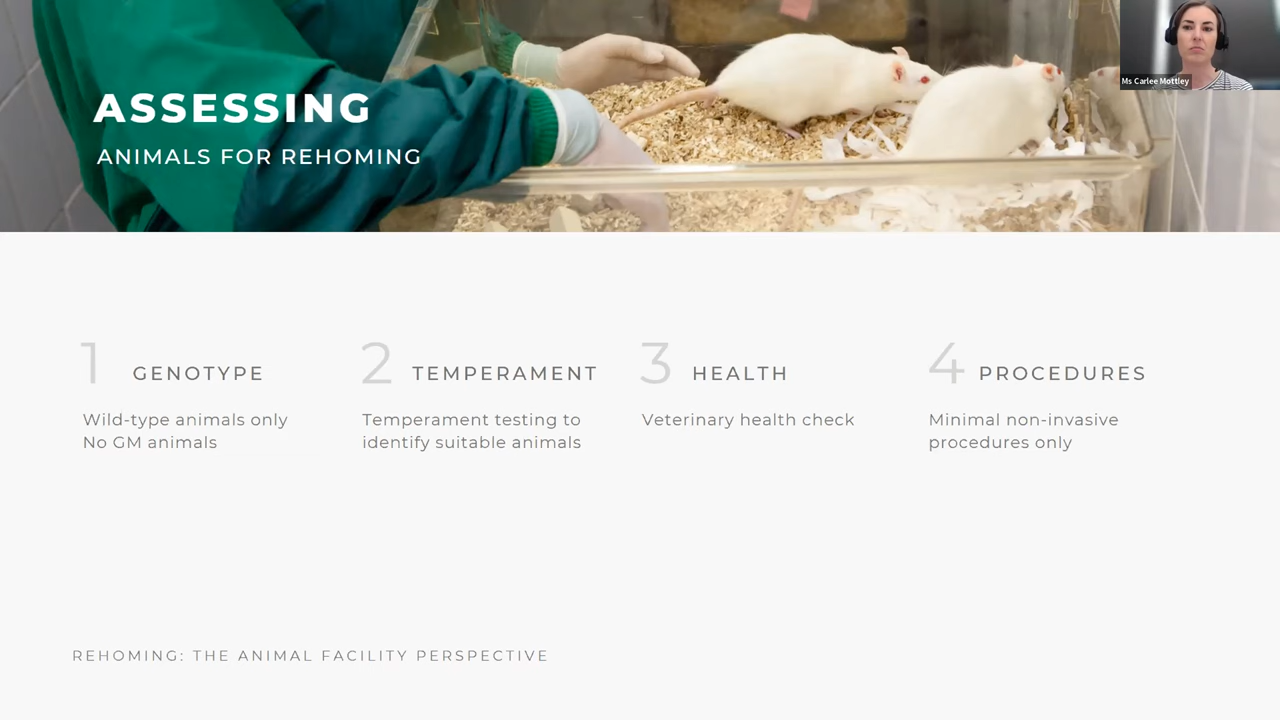 ASSESSING
ANIMALS FOR REHOMING
Ms Carlee Mottley
1 GENOTYPE
Wild-type animals only
No GM animals
2 TEMPERAMENT
Temperament testing to
identify suitable animals
3 HEALTH
Veterinary health check
4 PROCEDURES
Minimal non-invasive
procedures only
REHOMING: THE ANIMAL FACILITY PERSPECTIVE